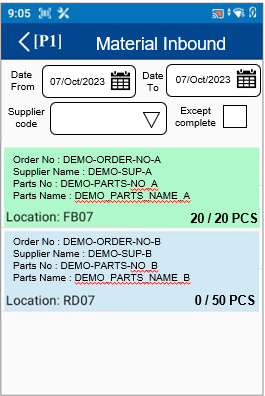 9:05
[P1] Material Inbound
Date From 07/Oct/2023 Date To 07/Oct/2023
Supplier code Except complete
Order No : DEMO-ORDER-NO-A
Supplier Name : DEMO-SUP-A
Parts No : DEMO-PARTS-NO_A
Parts Name : DEMO_PARTS_NAME_A
Location: FB07 20 / 20 PCS
Order No : DEMO-ORDER-NO-B
Supplier Name : DEMO-SUP-B
Parts No : DEMO-PARTS-NO_B
Parts Name : DEMO_PARTS_NAME_B
Location: RD07 0 / 50 PCS